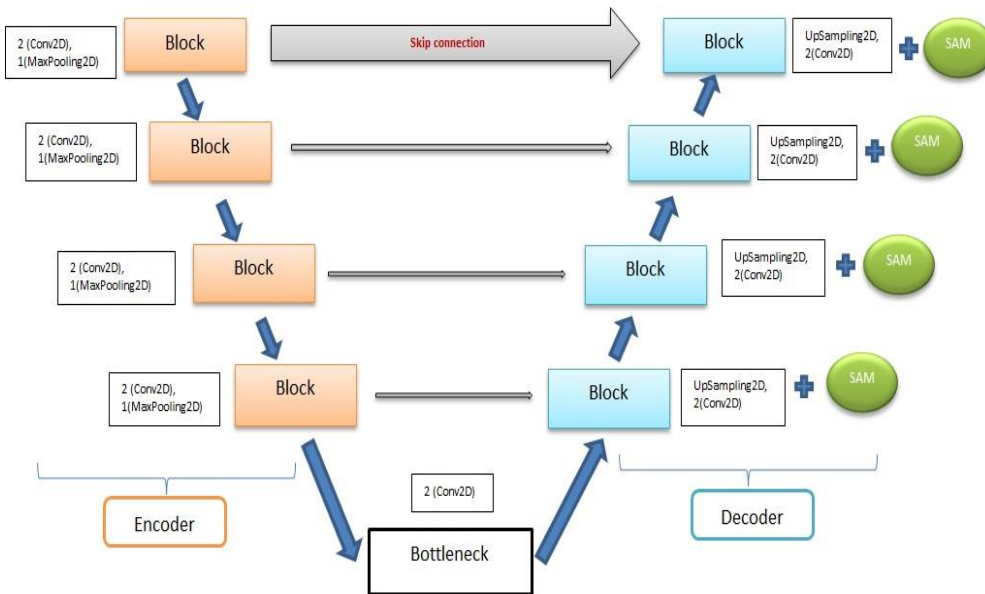 2 (Conv2D),
1(MaxPooling2D)
Block
Skip connection
Block
UpSampling2D,
2(Conv2D)
SAM
2 (Conv2D),
1(MaxPooling2D)
Block
Block
UpSampling2D,
2(Conv2D)
SAM
2 (Conv2D),
1(MaxPooling2D)
Block
Block
UpSampling2D,
2(Conv2D)
SAM
2 (Conv2D),
1(MaxPooling2D)
Block
Block
UpSampling2D,
2(Conv2D)
SAM
Encoder
2 (Conv2D)
Bottleneck
Decoder